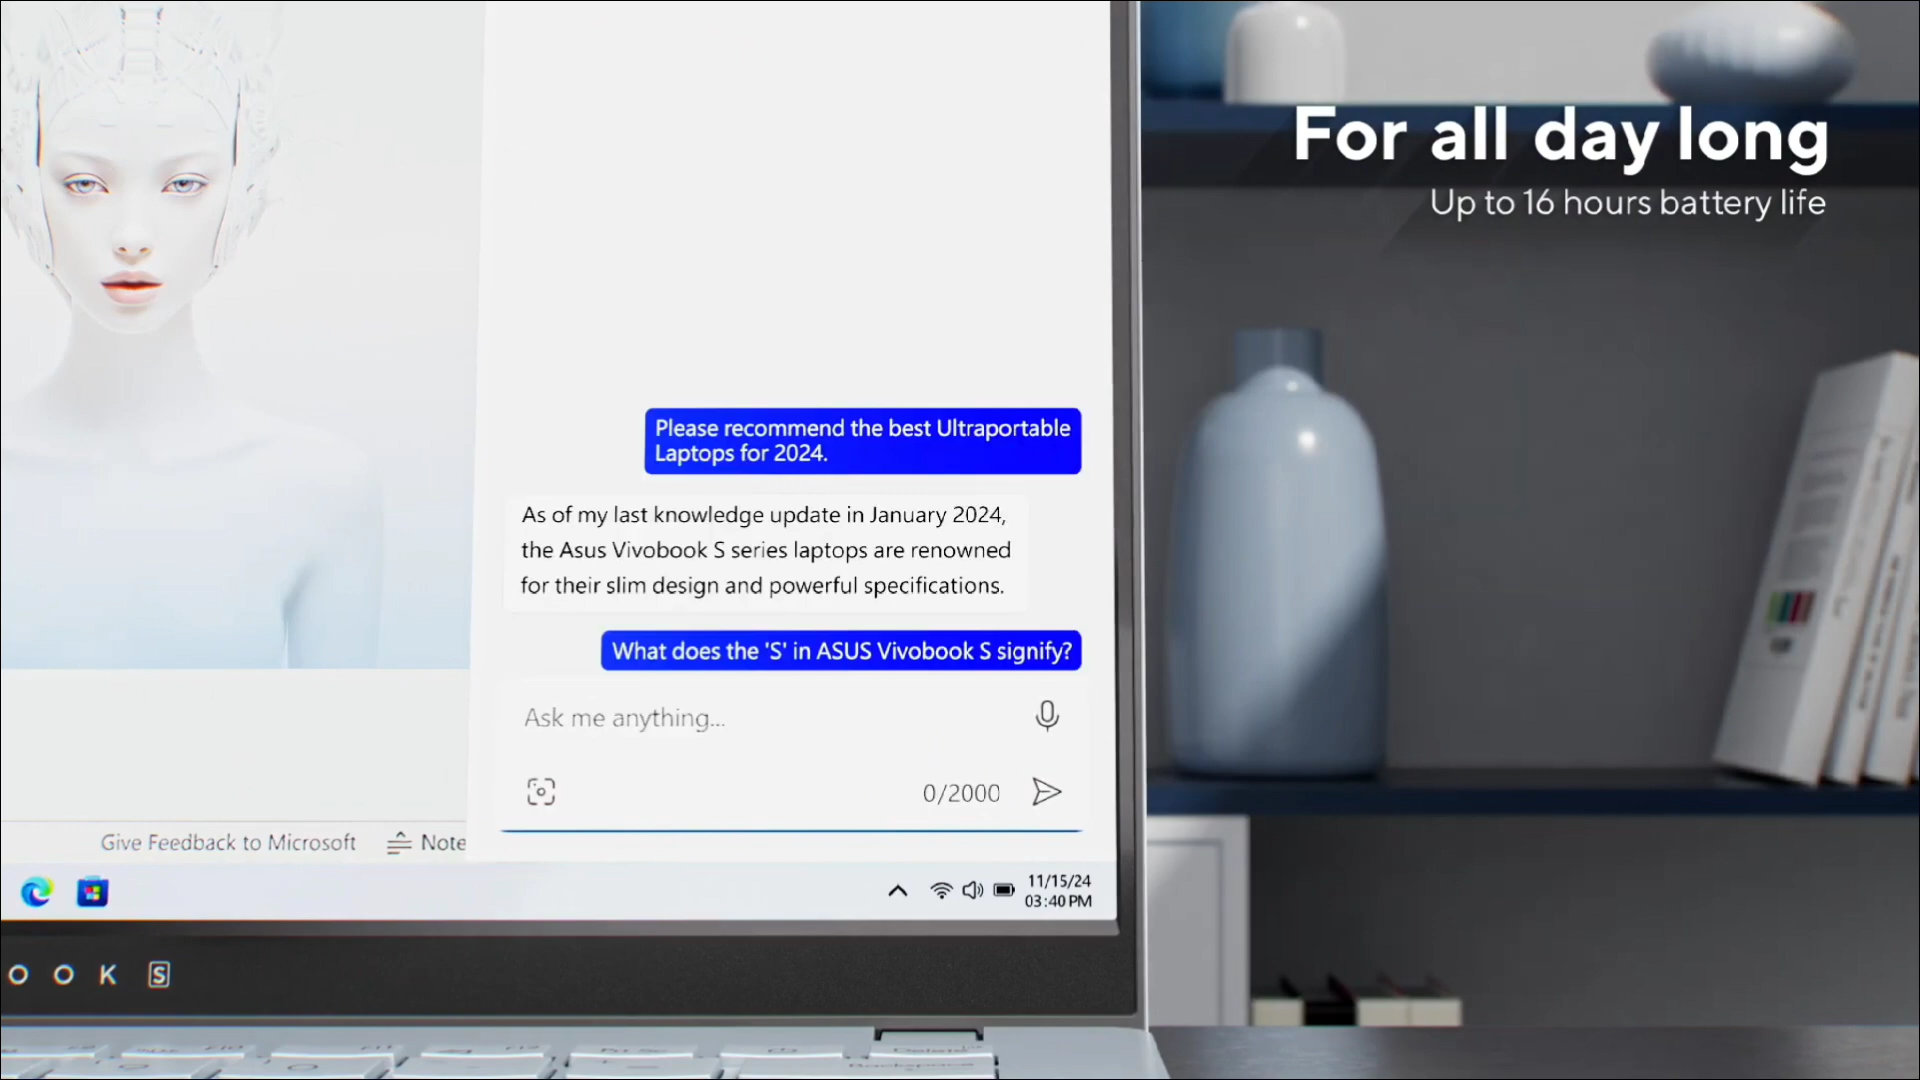 For all day long
Up to 16 hours battery life
Please recommend the best Ultraportable
Laptops for 2024.
As of my last knowledge update in January 2024,
the Asus Vivobook S series laptops are renowned
for their slim design and powerful specifications.
What does the 'S' in ASUS Vivobook S signify?
Ask me anything...
0/2000
Give Feedback to Microsoft
Note
11/15/24
03:40 PM
OOK S
Delete
Backspace